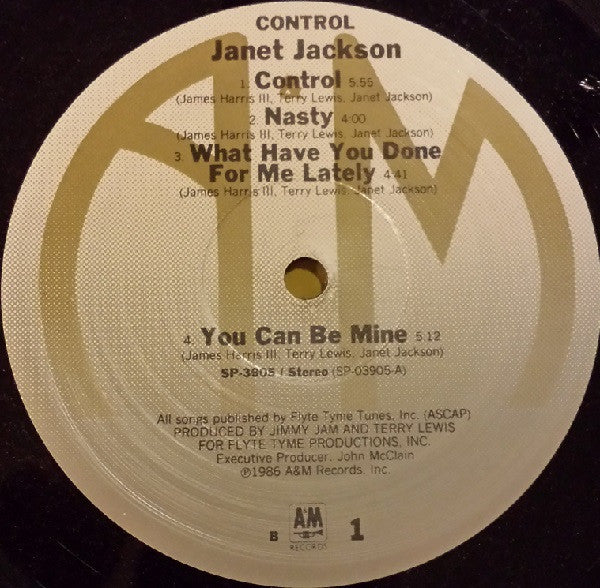 CONTROL
Janet Jackson
1. Control 5:55
(James Harris III, Terry Lewis, Janet Jackson)
2. Nasty 4:00
(James Harris III, Terry Lewis, Janet Jackson)
3. What Have You Done
For Me Lately 4:41
(James Harris III, Terry Lewis, Janet Jackson)
4. You Can Be Mine 5:12
(James Harris III, Terry Lewis, Janet Jackson)
SP-3905 / Stereo (SP-03905-A)
All songs published by Flyte Tyme Tunes, Inc. (ASCAP)
PRODUCED BY JIMMY JAM AND TERRY LEWIS
FOR FLYTE TYME PRODUCTIONS, INC.
Executive Producer: John McClain
℗1986 A&M Records, Inc.
B A&M RECORDS 1